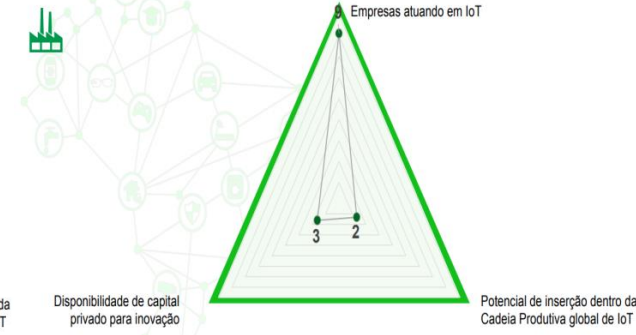 9
Empresas atuando em IoT
3
2
da
T
Disponibilidade de capital
privado para inovação
Potencial de inserção dentro da
Cadeia Produtiva global de IoT